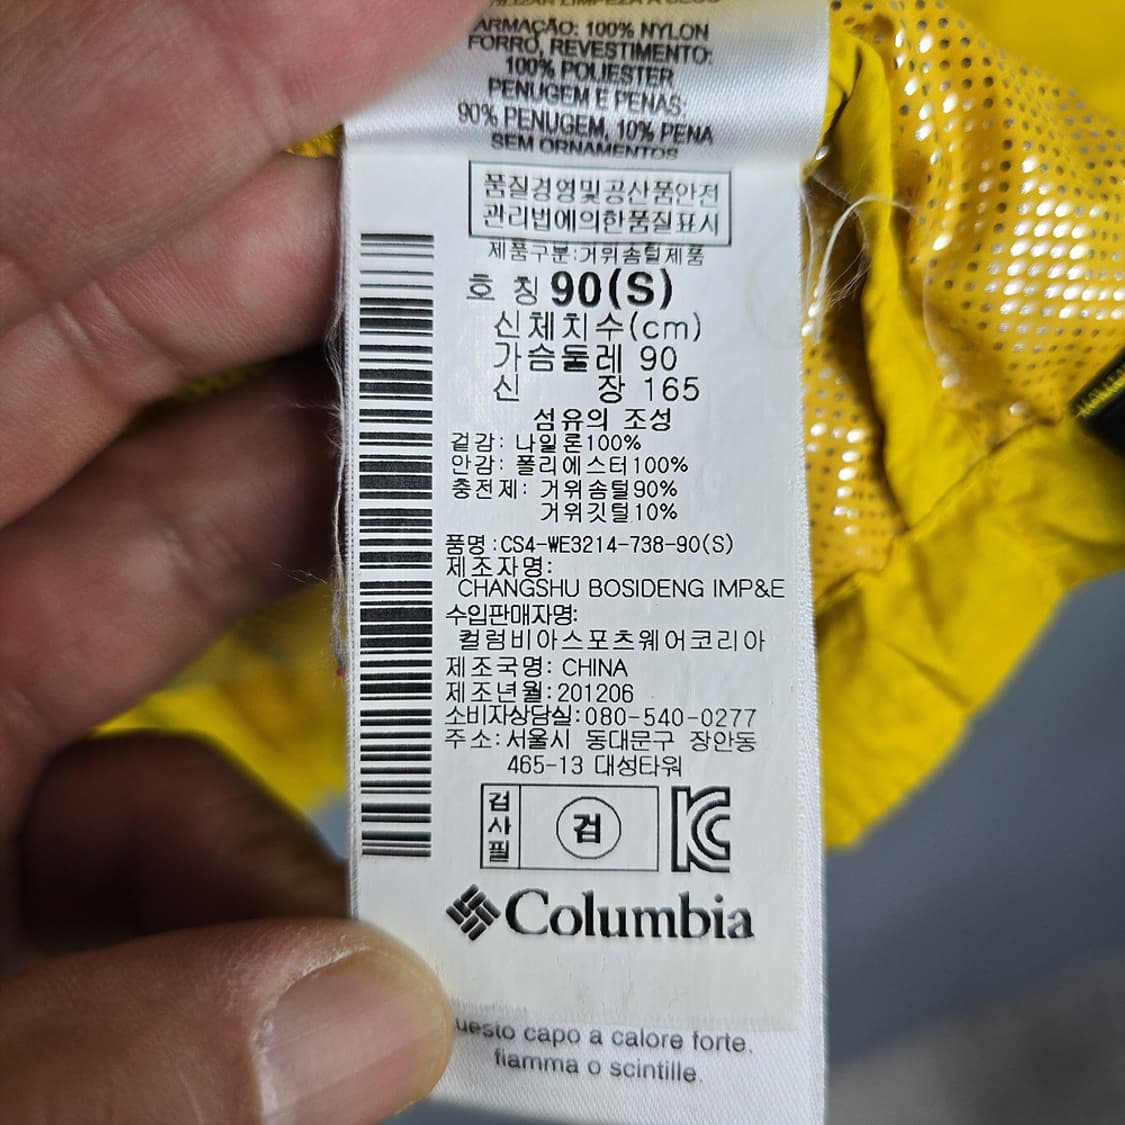 ARMAÇÃO: 100% NYLON
FORRO, REVESTIMENTO:
100% POLIESTER
PENUGEM E PENAS:
90% PENUGEM, 10% PENA
SEM ORNAMENTOS
품질경영및공산품안전
관리법에의한품질표시
제품구분:거위솜털제품
호 칭 90(S)
신체치수(cm)
가슴둘레 90
신 장 165
섬유의 조성
겉감: 나일론100%
안감: 폴리에스터100%
충전제: 거위솜털90%
거위깃털10%
품명:CS4-WE3214-738-90(S)
제조자명:
CHANGSHU BOSIDENG IMP&E
수입판매자명:
컬럼비아스포츠웨어코리아
제조국명: CHINA
제조년월:201206
소비자상담실:080-540-0277
주소:서울시 동대문구 장안동
465-13 대성타워
검사필 검
KC
Columbia
uesto capo a calore forte.
fiamma o scintille.